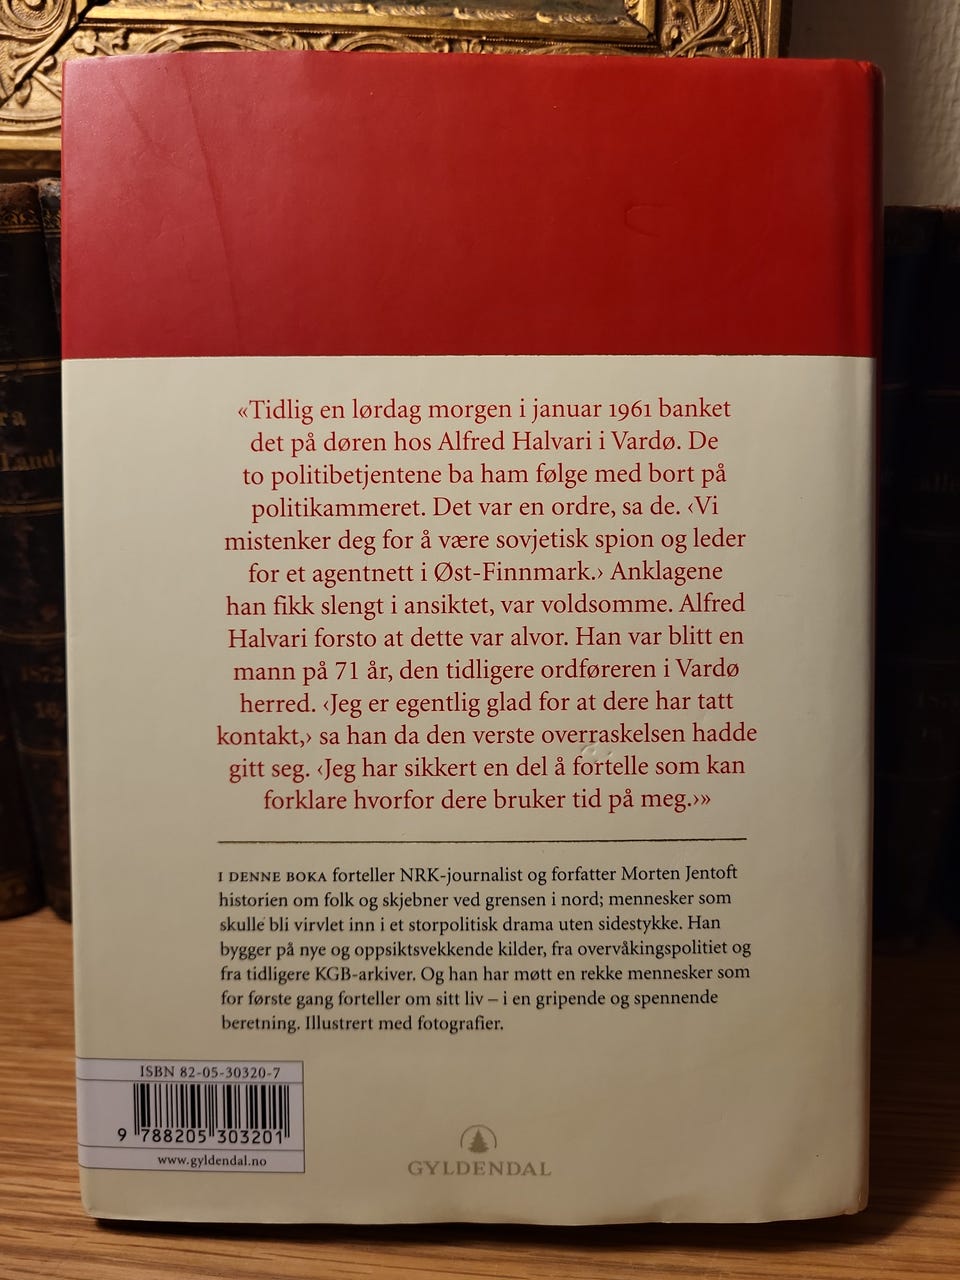 «Tidlig en lørdag morgen i januar 1961 banket
det på døren hos Alfred Halvari i Vardø. De
to politibetjentene ba ham følge med bort på
politikammeret. Det var en ordre, sa de. ‹Vi
mistenker deg for å være sovjetisk spion og leder
for et agentnett i Øst-Finnmark.› Anklagene
han fikk slengt i ansiktet, var voldsomme. Alfred
Halvari forsto at dette var alvor. Han var blitt en
mann på 71 år, den tidligere ordføreren i Vardø
herred. ‹Jeg er egentlig glad for at dere har tatt
kontakt,› sa han da den verste overraskelsen hadde
gitt seg. ‹Jeg har sikkert en del å fortelle som kan
forklare hvorfor dere bruker tid på meg.›»
I DENNE BOKA forteller NRK-journalist og forfatter Morten Jentoft
historien om folk og skjebner ved grensen i nord; mennesker som
skulle bli virvlet inn i et storpolitisk drama uten sidestykke. Han
bygger på nye og oppsiktsvekkende kilder, fra overvåkingspolitiet og
fra tidligere KGB-arkiver. Og han har møtt en rekke mennesker som
for første gang forteller om sitt liv – i en gripende og spennende
beretning. Illustrert med fotografier.
ISBN 82-05-30320-7
9 788205 303201
www.gyldendal.no
GYLDENDAL